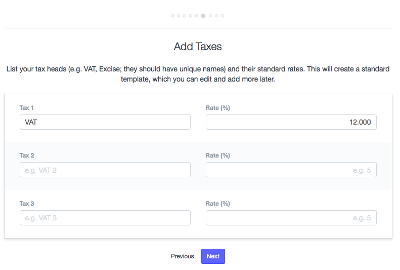 Add Taxes
List your tax heads (e.g. VAT, Excise; they should have unique names) and their standard rates. This will create a standard
template, which you can edit and add more later.
Tax 1 Rate (%)
VAT 12.000
Tax 2 Rate (%)
e.g. VAT 2 e.g. 5
Tax 3 Rate (%)
e.g. VAT 3 e.g. 5
Previous Next